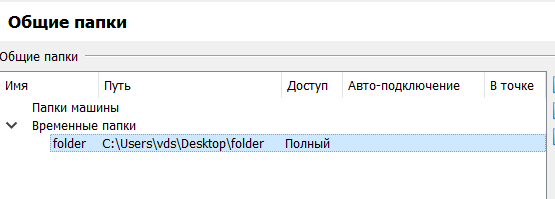 Общие папки
Общие папки
Имя Путь Доступ Авто-подключение В точке
Папки машины
Временные папки
folder C:\Users\vds\Desktop\folder Полный